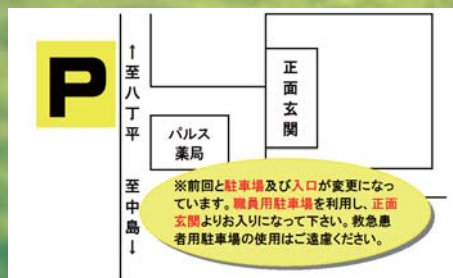 P
↑至八丁平
至中島↓
正面玄関
パルス
薬局
※前回と駐車場及び入口が変更になっ
ています。職員用駐車場を利用し、正面
玄関よりお入りになって下さい。救急患
者用駐車場の使用はご遠慮ください。